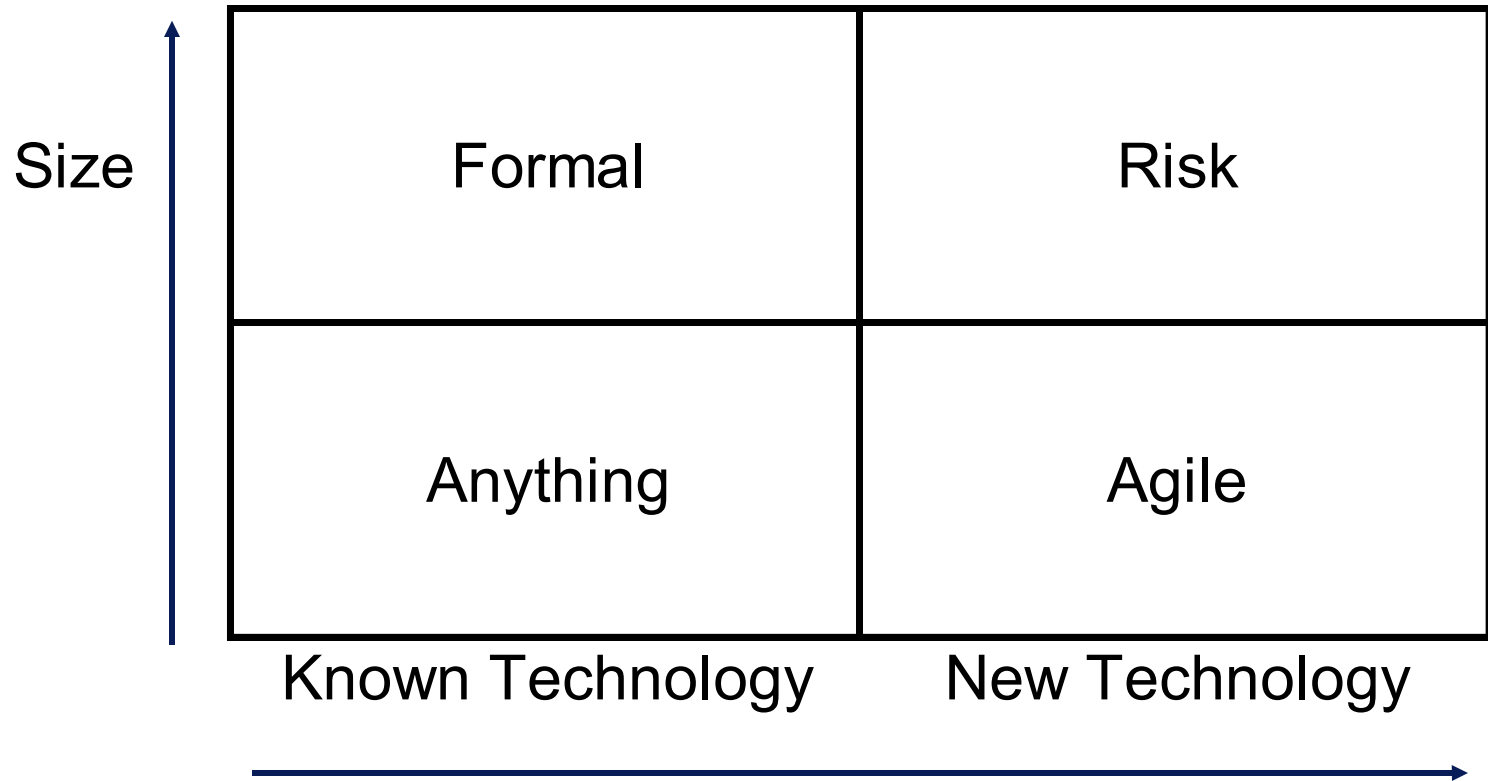 Size
Formal
Risk
Anything
Agile
Known Technology
New Technology